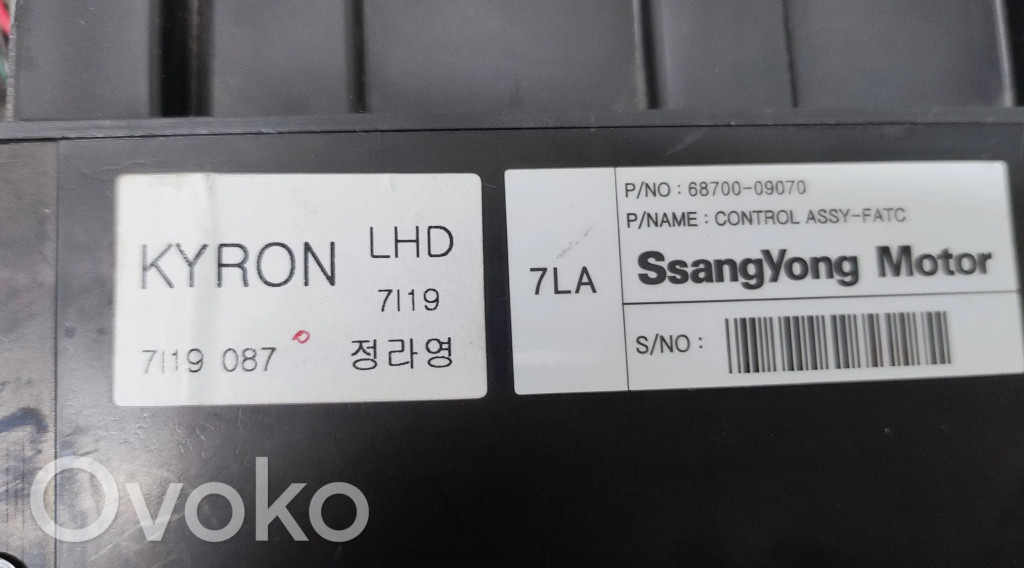 KYRON LHD
7I19
7I19 087 정라영
7LA
P/NO : 68700-09070
P/NAME : CONTROL ASSY-FATC
SsangYong Motor
S/NO :
Ovoko